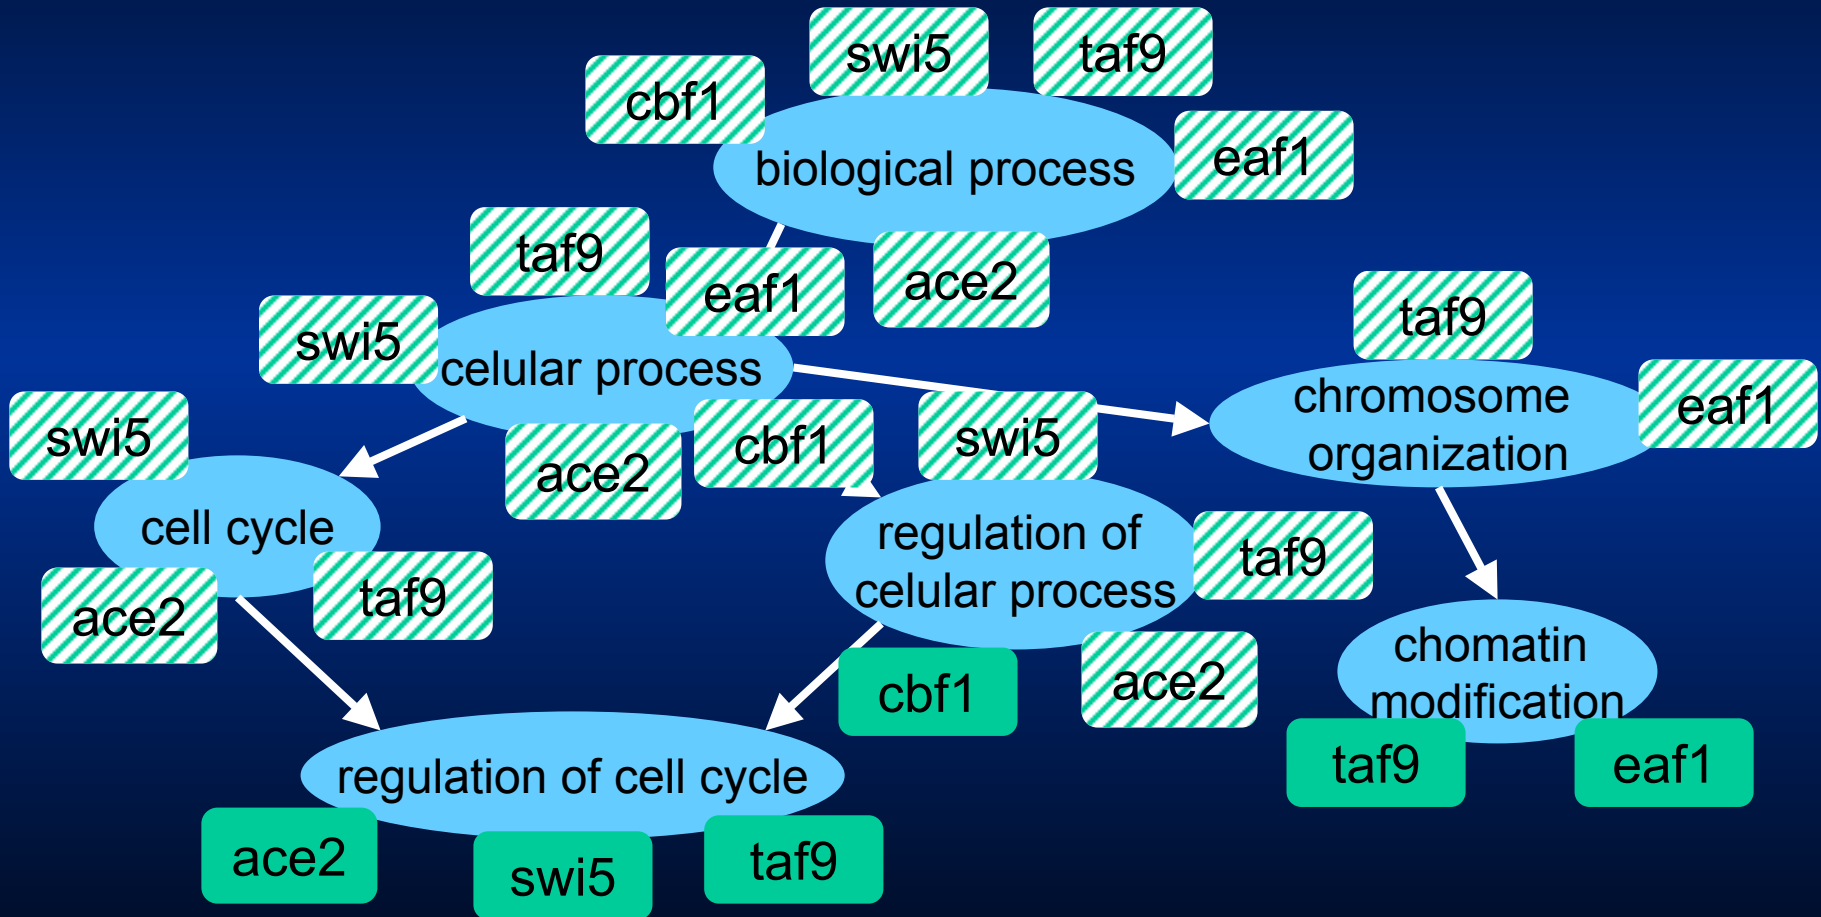 swi5
taf9
cbf1
eaf1
biological process
taf9
eaf1
ace2
swi5
celular process
taf9
chromosome
organization
eaf1
swi5
ace2
cbf1
swi5
cell cycle
ace2
taf9
regulation of
celular process
taf9
cbf1
ace2
chomatin
modification
taf9
eaf1
regulation of cell cycle
ace2
swi5
taf9